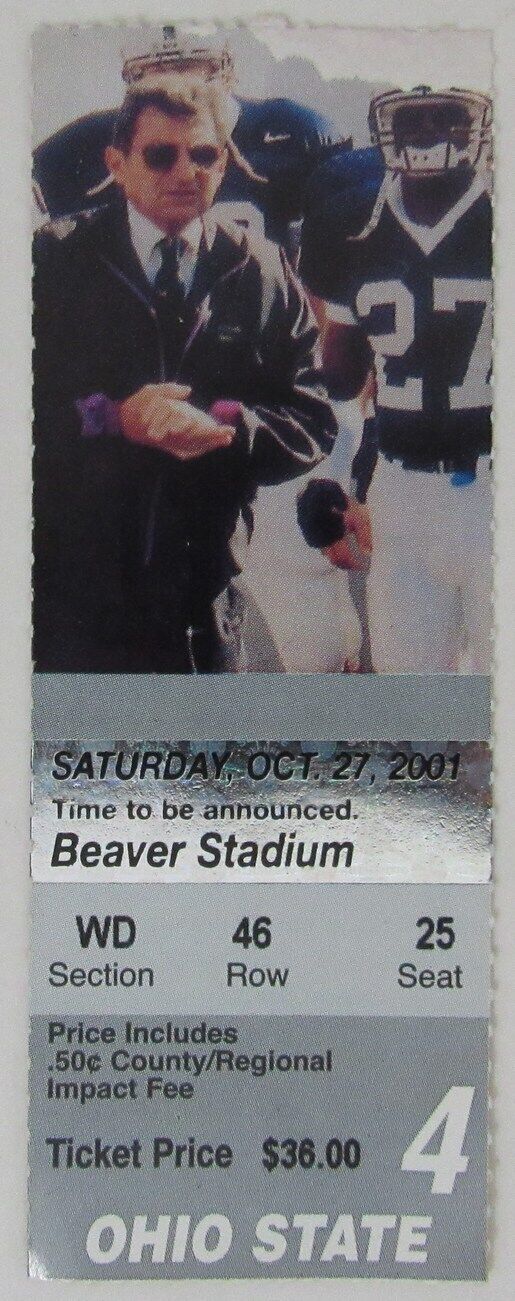 27
SATURDAY, OCT. 27, 2001
Time to be announced.
Beaver Stadium
WD 46 25
Section Row Seat
Price Includes
.50¢ County/Regional
Impact Fee
Ticket Price $36.00
4
OHIO STATE